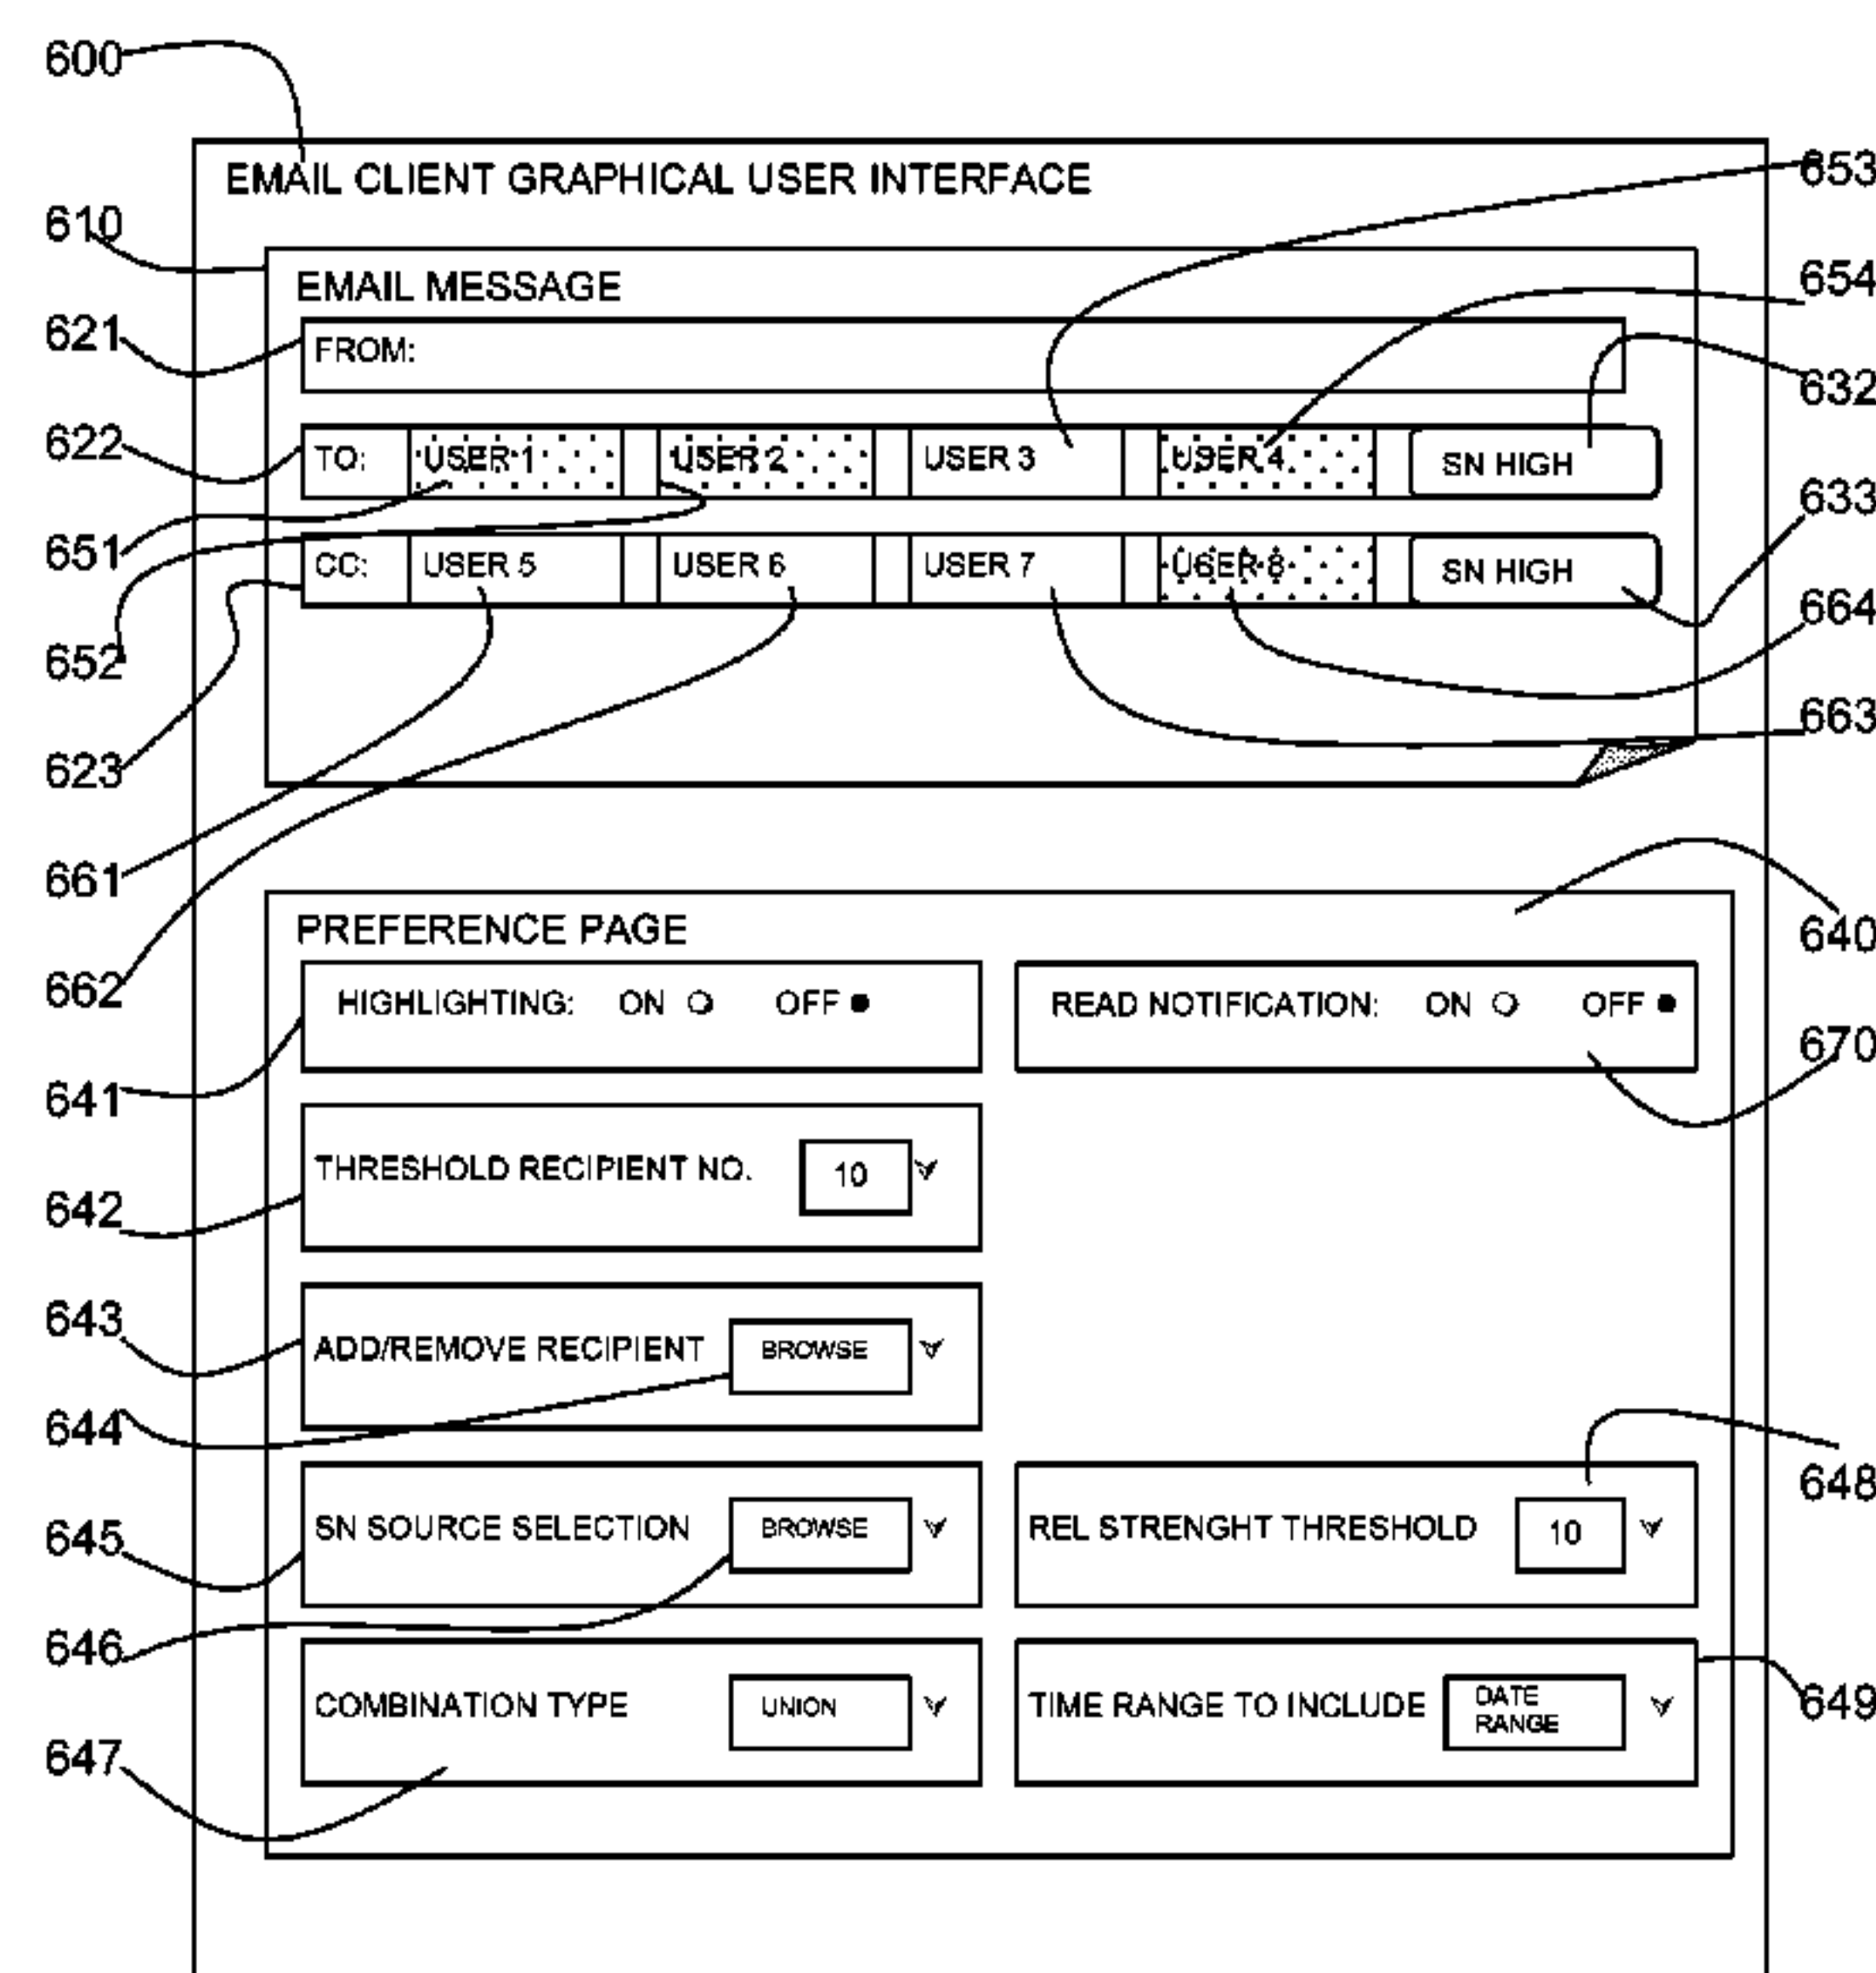 600
EMAIL CLIENT GRAPHICAL USER INTERFACE
653
610
EMAIL MESSAGE
654
621
FROM:
632
622
TO: USER 1 USER 2 USER 3 USER 4 SN HIGH
633
651
CC: USER 5 USER 6 USER 7 USER 8 SN HIGH
664
652
663
623
661
PREFERENCE PAGE
640
662
HIGHLIGHTING: ON OFF
READ NOTIFICATION: ON OFF
670
641
THRESHOLD RECIPIENT NO. 10
642
643
ADD/REMOVE RECIPIENT BROWSE
644
648
645
SN SOURCE SELECTION BROWSE
REL STRENGHT THRESHOLD 10
646
COMBINATION TYPE UNION
TIME RANGE TO INCLUDE DATE RANGE
649
647